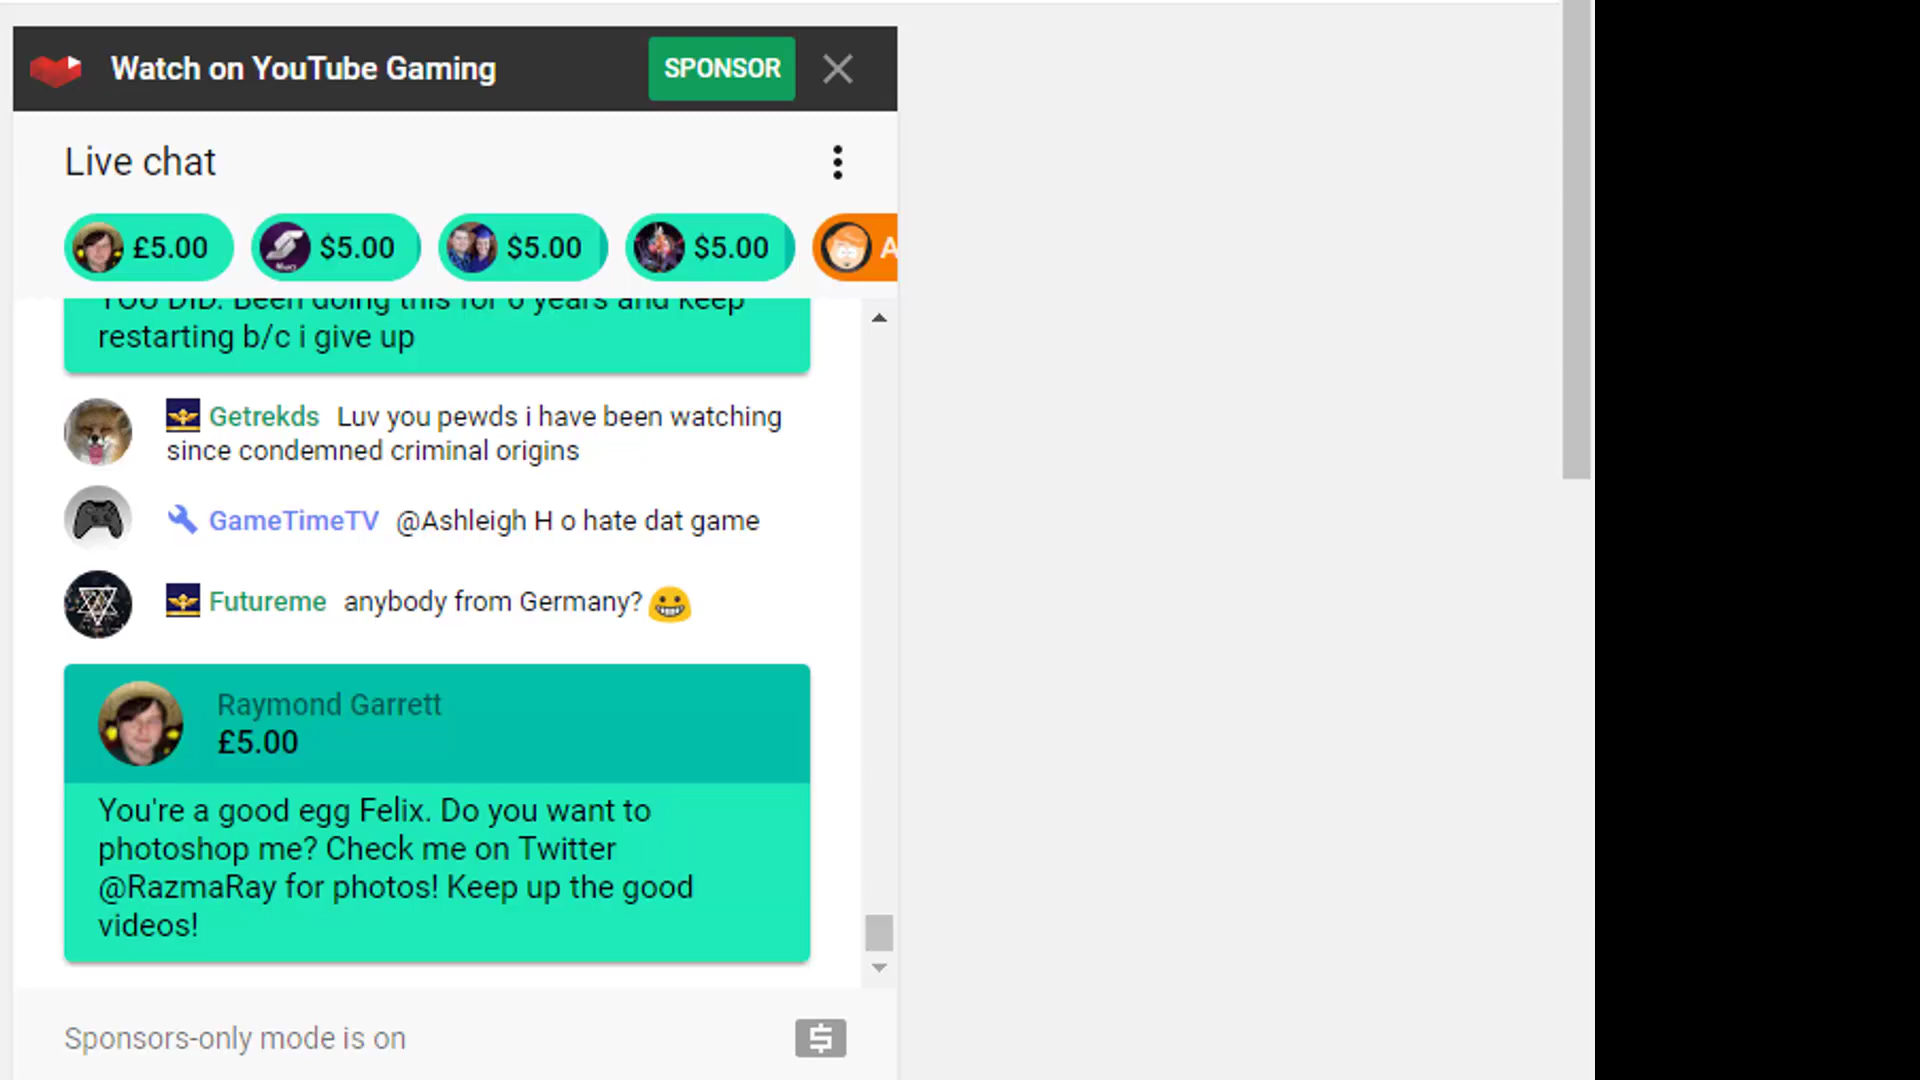 Watch on YouTube Gaming SPONSOR
Live chat
£5.00 $5.00 $5.00 $5.00 A
YOU DID. Been doing this for 6 years and keep
restarting b/c i give up
Getrekds Luv you pewds i have been watching
since condemned criminal origins
GameTimeTV @Ashleigh H o hate dat game
Futureme anybody from Germany?
Raymond Garrett
£5.00
You're a good egg Felix. Do you want to
photoshop me? Check me on Twitter
@RazmaRay for photos! Keep up the good
videos!
Sponsors-only mode is on